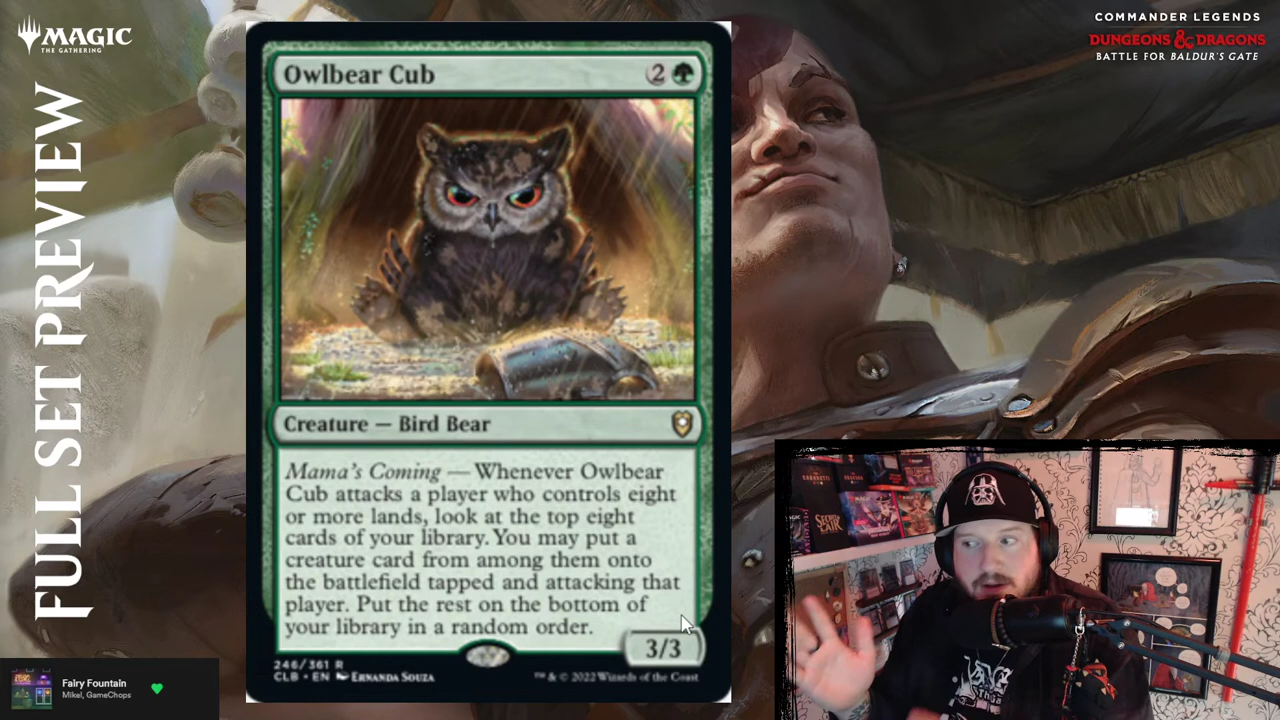 MAGIC
THE GATHERING
FULL SET PREVIEW
COMMANDER LEGENDS
DUNGEONS & DRAGONS
BATTLE FOR BALDUR'S GATE
Owlbear Cub
2
Creature — Bird Bear
Mama's Coming — Whenever Owlbear
Cub attacks a player who controls eight
or more lands, look at the top eight
cards of your library. You may put a
creature card from among them onto
the battlefield tapped and attacking that
player. Put the rest on the bottom of
your library in a random order.
3/3
246/361 R
CLB • EN ERNANDA SOUZA
™ & © 2022 Wizards of the Coast
Fairy Fountain
Mikel, GameChops
SECRET
LAIR